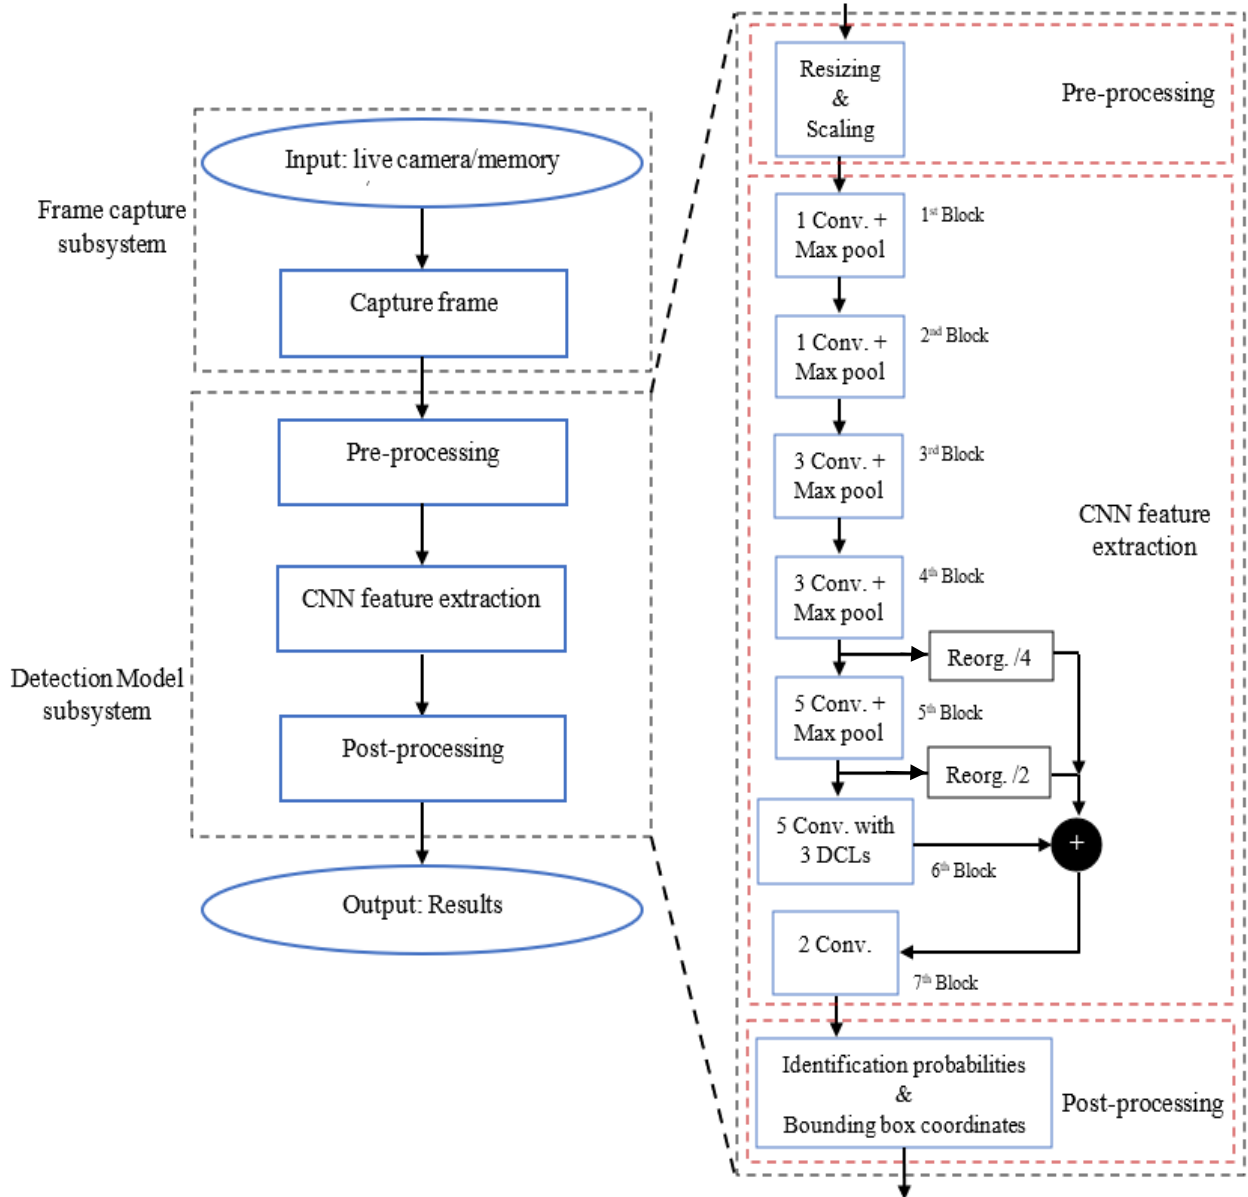 Input: live camera/memory
Frame capture
subsystem
Capture frame
Pre-processing
CNN feature extraction
Detection Model
subsystem
Post-processing
Output: Results
Resizing
&
Scaling
Pre-processing
1 Conv. +
Max pool
1st Block
1 Conv. +
Max pool
2nd Block
3 Conv. +
Max pool
3rd Block
CNN feature
extraction
3 Conv. +
Max pool
4th Block
Reorg. /4
5 Conv. +
Max pool
5th Block
Reorg. /2
5 Conv. with
3 DCLs
+
6th Block
2 Conv.
7th Block
Identification probabilities
&
Bounding box coordinates
Post-processing